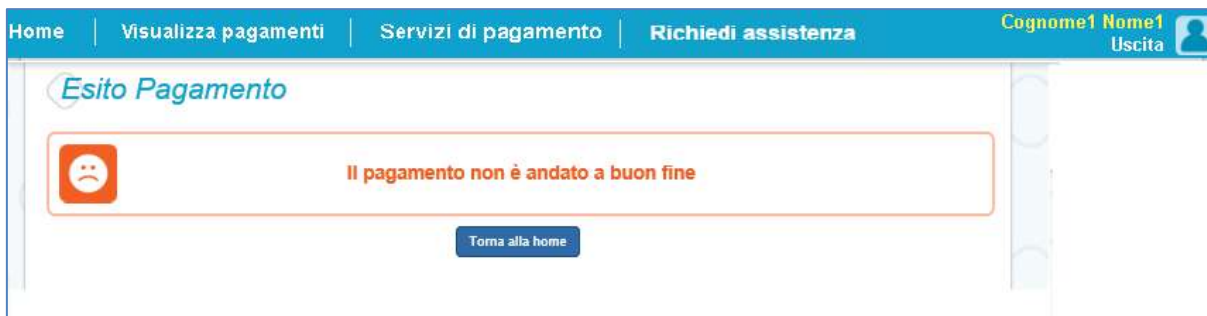 Home Visualizza pagamenti Servizi di pagamento Richiedi assistenza Cognome1 Nome1
Uscita
Esito Pagamento
Il pagamento non è andato a buon fine
Torna alla home